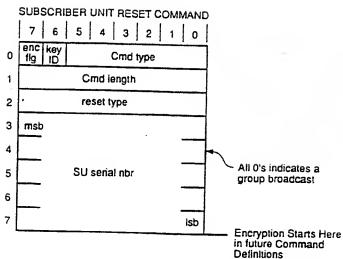 SUBSCRIBER UNIT RESET COMMAND
7 6 5 4 3 2 1 0
0 enc flg key ID Cmd type
1 Cmd length
2 reset type
3 msb
4
5 SU serial nbr
6
7 lsb
All 0's indicates a
group broadcast
Encryption Starts Here
in future Command
Definitions